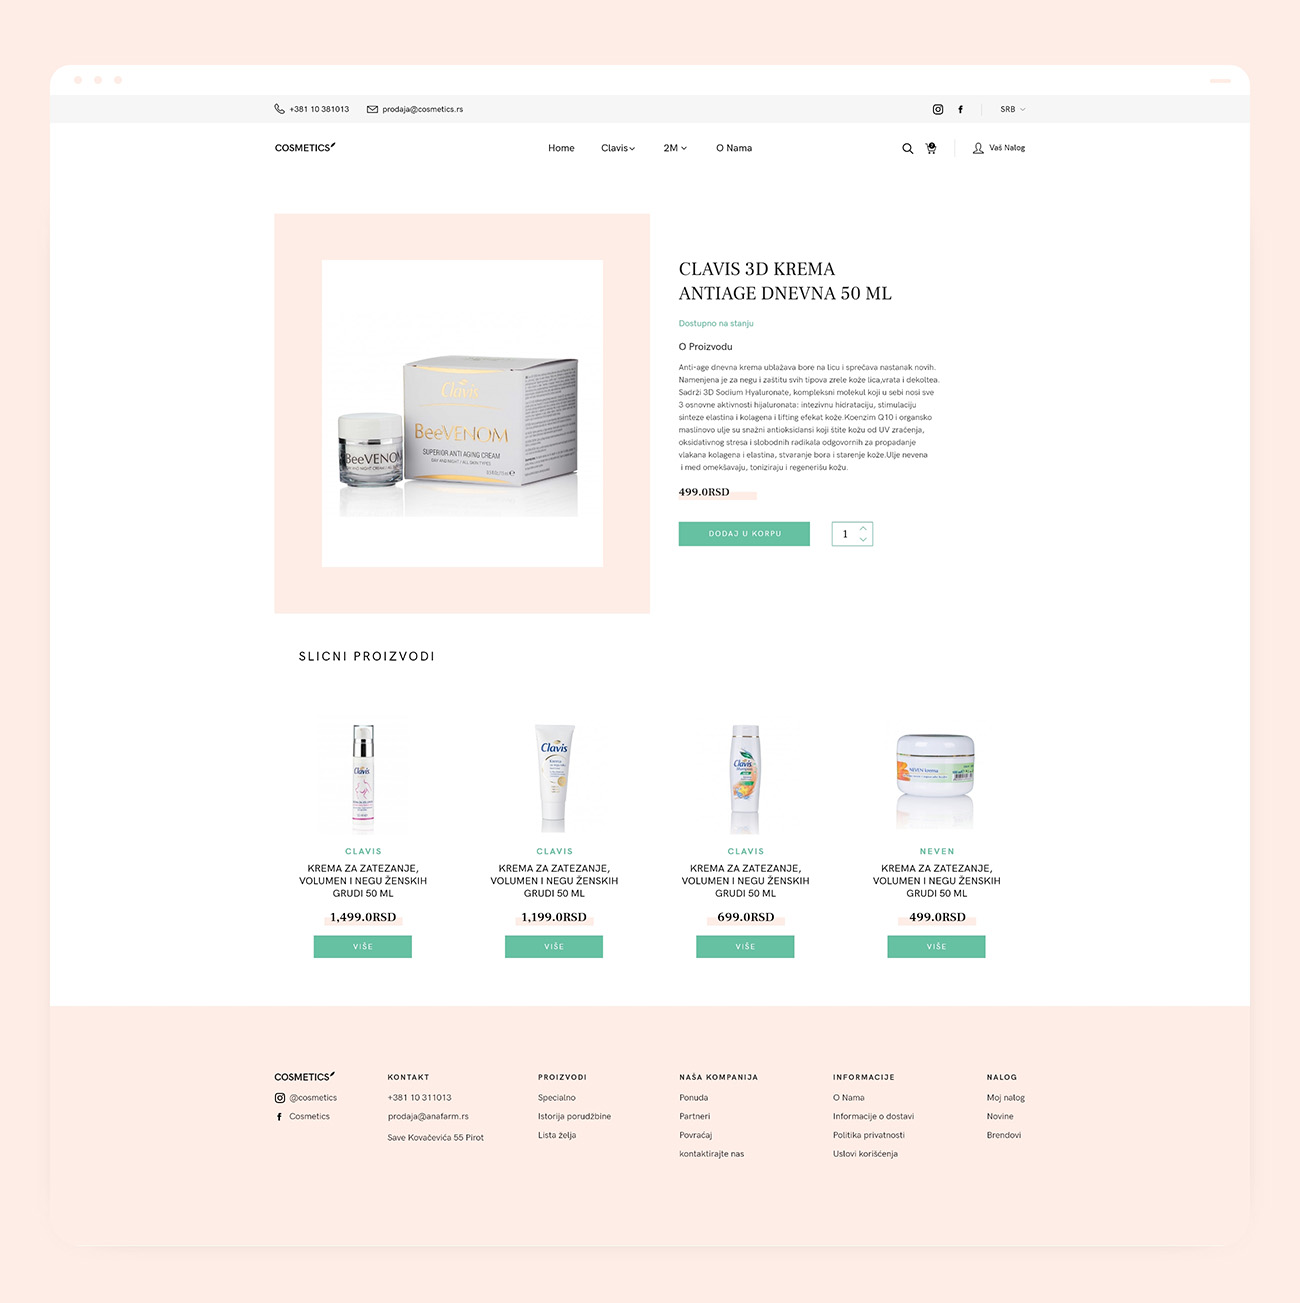 +381 10 381013
prodaja@cosmetics.rs
SRB
COSMETICS
Home
Clavis
2M
O Nama
Vaš Nalog
Clavis
BeeVENOM
SUPERIOR ANTI AGING CREAM
DAY AND NIGHT / ALL SKIN TYPES
BeeVENOM
CLAVIS 3D KREMA
ANTIAGE DNEVNA 50 ML
Dostupno na stanju
O Proizvodu
Anti-age dnevna krema ublažava bore na licu i sprečava nastanak novih.
Namenjena je za negu i zaštitu svih tipova zrele kože lica,vrata i dekoltea.
Sadrži 3D Sodium Hyaluronate, kompleksni molekul koji u sebi nosi sve
3 osnovne aktivnosti hijaluronata: intezivnu hidrataciju, stimulaciju
sinteze elastina i kolagena i lifting efekat kože.Koenzim Q10 i organsko
maslinovo ulje su snažni antioksidansi koji štite kožu od UV zračenja,
oksidativnog stresa i slobodnih radikala odgovornih za propadanje
vlakana kolagena i elastina, stvaranje bora i starenje kože.Ulje nevena
i med omekšavaju, toniziraju i regenerišu kožu.
499.0RSD
DODAJ U KORPU
1
SLICNI PROIZVODI
Clavis
Clavis
Clavis
NEVEN krema
CLAVIS
KREMA ZA ZATEZANJE,
VOLUMEN I NEGU ŽENSKIH
GRUDI 50 ML
1,499.0RSD
VIŠE
CLAVIS
KREMA ZA ZATEZANJE,
VOLUMEN I NEGU ŽENSKIH
GRUDI 50 ML
1,199.0RSD
VIŠE
CLAVIS
KREMA ZA ZATEZANJE,
VOLUMEN I NEGU ŽENSKIH
GRUDI 50 ML
699.0RSD
VIŠE
NEVEN
KREMA ZA ZATEZANJE,
VOLUMEN I NEGU ŽENSKIH
GRUDI 50 ML
499.0RSD
VIŠE
COSMETICS
@cosmetics
Cosmetics
KONTAKT
+381 10 311013
prodaja@anafarm.rs
Save Kovačevića 55 Pirot
PROIZVODI
Specialno
Istorija porudžbine
Lista želja
NAŠA KOMPANIJA
Ponuda
Partneri
Povraćaj
kontaktirajte nas
INFORMACIJE
O Nama
Informacije o dostavi
Politika privatnosti
Uslovi korišćenja
NALOG
Moj nalog
Novine
Brendovi